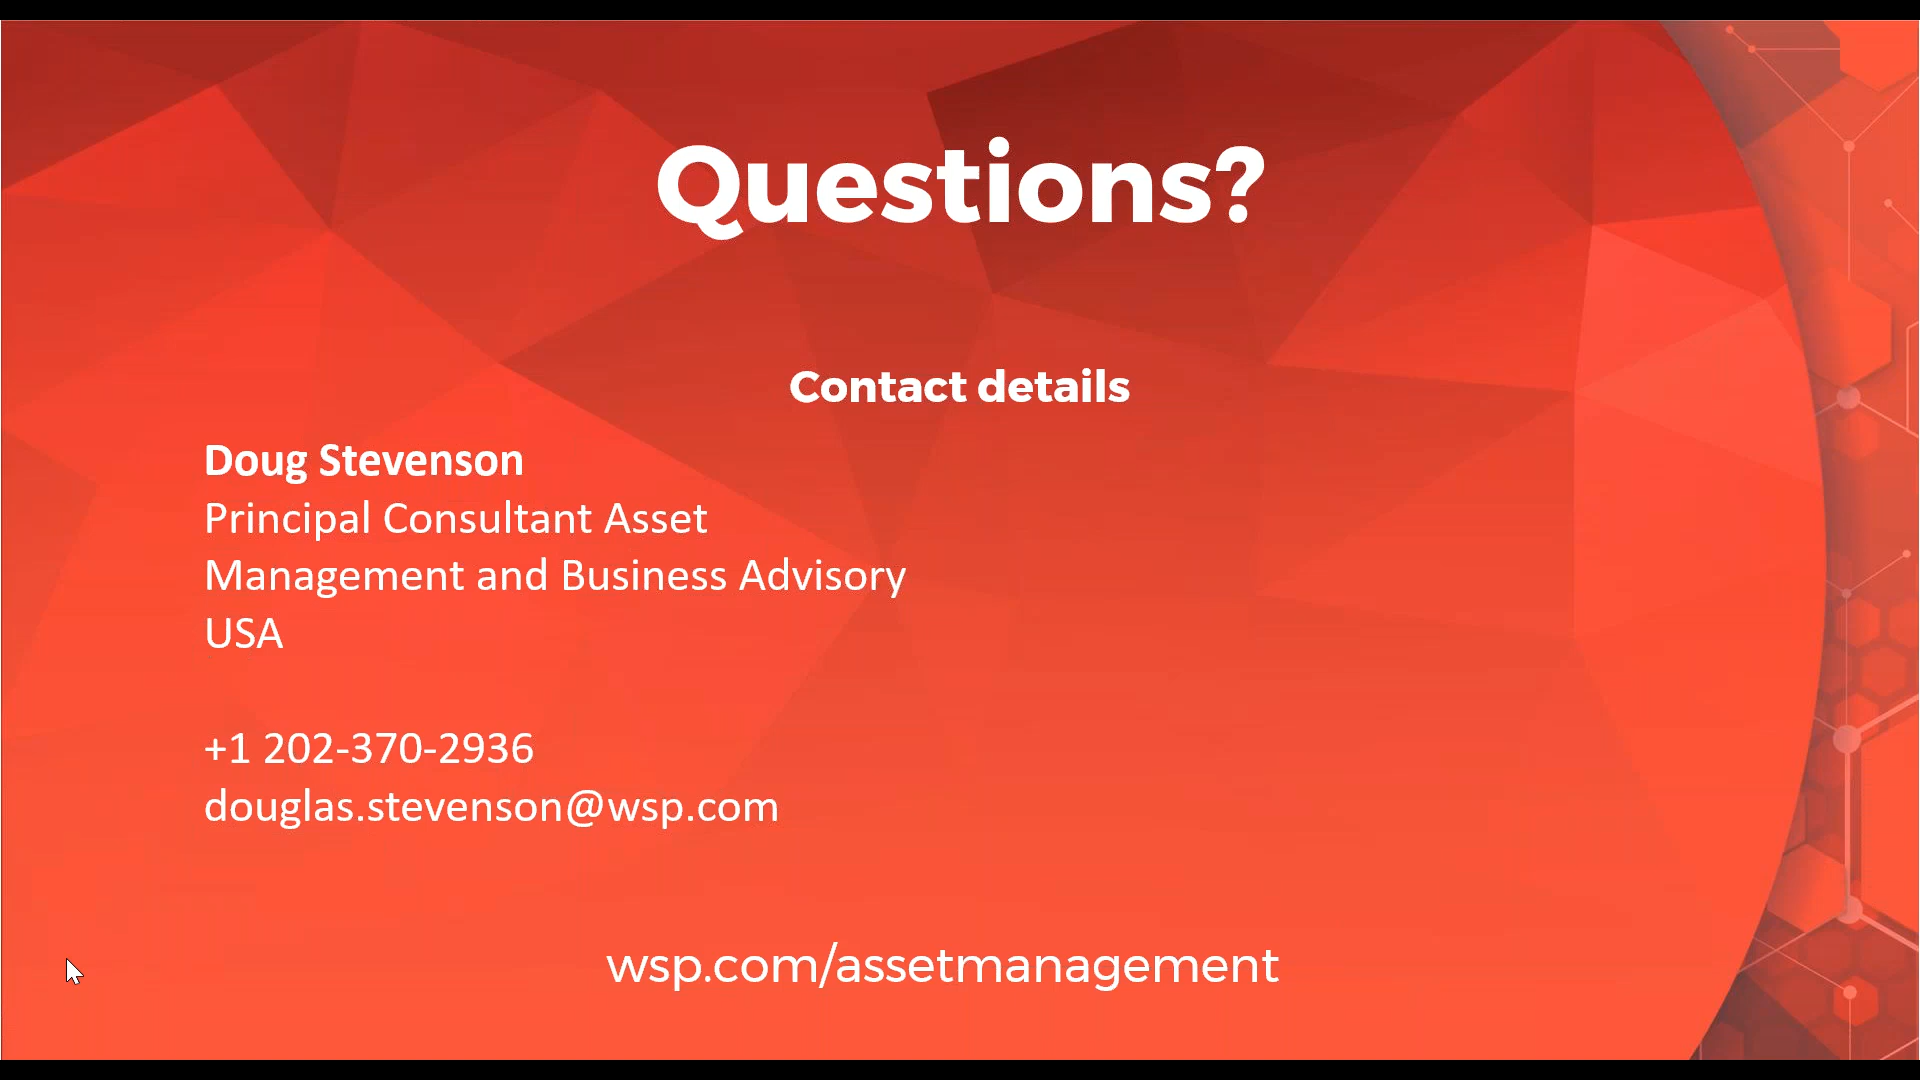 Questions?
Contact details
Doug Stevenson
Principal Consultant Asset
Management and Business Advisory
USA
+1 202-370-2936
douglas.stevenson@wsp.com
wsp.com/assetmanagement